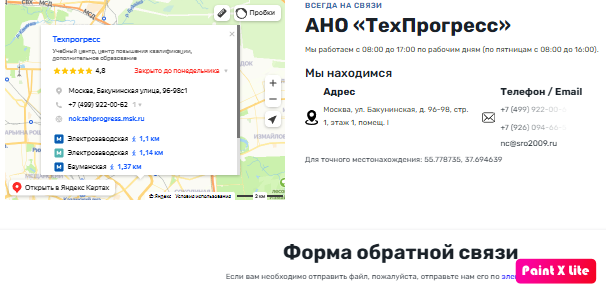 СВХ МСХ
Пробки
Техпрогресс
Учебный центр, центр повышения квалификации,
дополнительное образование
4,8 Закрыто до понедельника
Москва, Бакунинская улица, 96-98с1
+7 (499) 922-00-62 · 1
nok.tehprogress.msk.ru
Электрозаводская 1,1 км
Электрозаводская 1,14 км
Бауманская 1,37 км
ИЗМАЙЛОВ
Открыть в Яндекс Картах
© Яндекс Условия использования 3 км
ВСЕГДА НА СВЯЗИ
АНО «ТехПрогресс»
Мы работаем с 08:00 до 17:00 по рабочим дням (по пятницам с 08:00 до 16:00).
Мы находимся
Адрес
Москва, ул. Бакунинская, д. 96-98, стр.
1, этаж 1, помещ. I
Телефон / Email
+7 (499) 922-00-
+7 (926) 094-
nc@sro2009.ru
Для точного местонахождения: 55.778735, 37.694639
Форма обратной связи
Если вам необходимо отправить файл, пожалуйста, отправьте нам его по
Paint X Lite